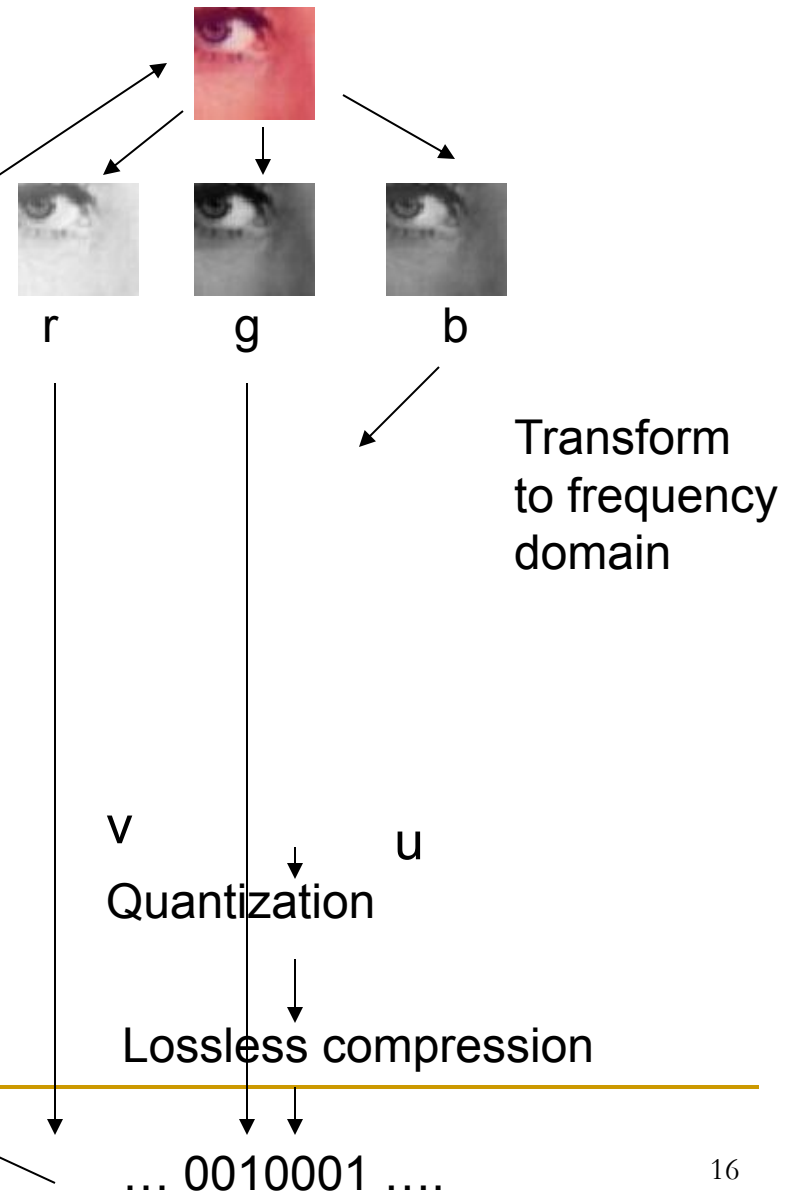 r g b
Transform
to frequency
domain
v u
Quantization
Lossless compression
… 0010001 ….
16